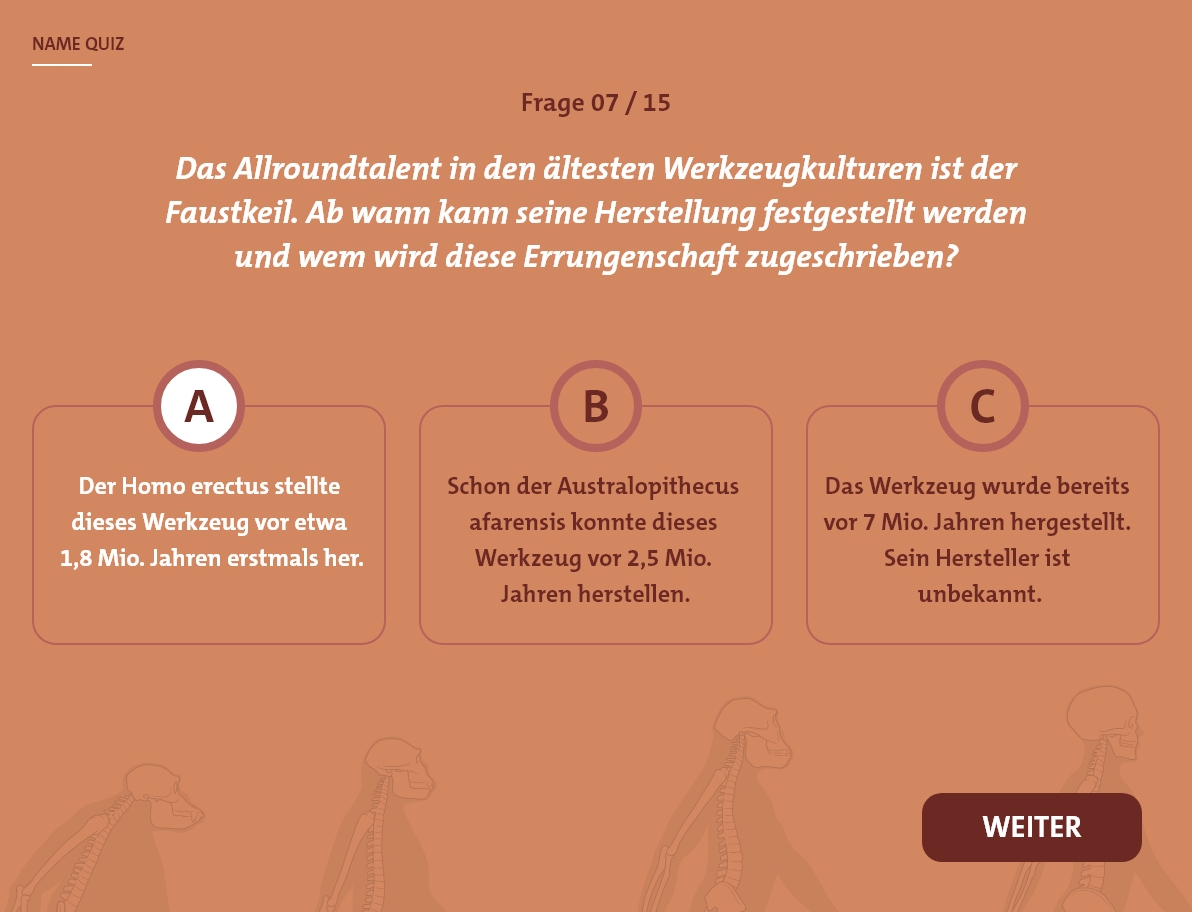 NAME QUIZ
Frage 07 / 15
Das Allroundtalent in den ältesten Werkzeugkulturen ist der
Faustkeil. Ab wann kann seine Herstellung festgestellt werden
und wem wird diese Errungenschaft zugeschrieben?
A
Der Homo erectus stellte
dieses Werkzeug vor etwa
1,8 Mio. Jahren erstmals her.
B
Schon der Australopithecus
afarensis konnte dieses
Werkzeug vor 2,5 Mio.
Jahren herstellen.
C
Das Werkzeug wurde bereits
vor 7 Mio. Jahren hergestellt.
Sein Hersteller ist
unbekannt.
WEITER